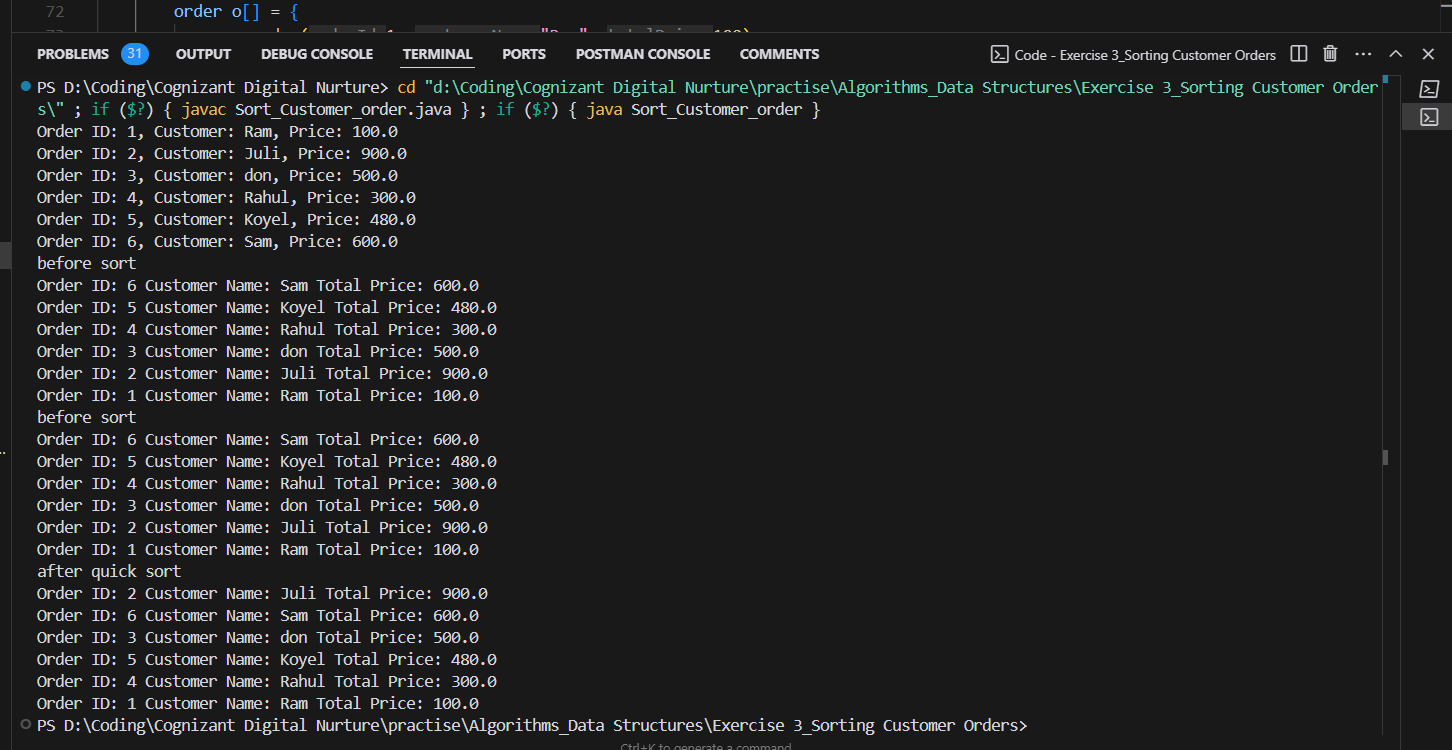 72 order o[] = {
PROBLEMS 31 OUTPUT DEBUG CONSOLE TERMINAL PORTS POSTMAN CONSOLE COMMENTS Code - Exercise 3_Sorting Customer Orders
PS D:\Coding\Cognizant Digital Nurture> cd "d:\Coding\Cognizant Digital Nurture\practise\Algorithms_Data Structures\Exercise 3_Sorting Customer Order
s\" ; if ($?) { javac Sort_Customer_order.java } ; if ($?) { java Sort_Customer_order }
Order ID: 1, Customer: Ram, Price: 100.0
Order ID: 2, Customer: Juli, Price: 900.0
Order ID: 3, Customer: don, Price: 500.0
Order ID: 4, Customer: Rahul, Price: 300.0
Order ID: 5, Customer: Koyel, Price: 480.0
Order ID: 6, Customer: Sam, Price: 600.0
before sort
Order ID: 6 Customer Name: Sam Total Price: 600.0
Order ID: 5 Customer Name: Koyel Total Price: 480.0
Order ID: 4 Customer Name: Rahul Total Price: 300.0
Order ID: 3 Customer Name: don Total Price: 500.0
Order ID: 2 Customer Name: Juli Total Price: 900.0
Order ID: 1 Customer Name: Ram Total Price: 100.0
before sort
Order ID: 6 Customer Name: Sam Total Price: 600.0
Order ID: 5 Customer Name: Koyel Total Price: 480.0
Order ID: 4 Customer Name: Rahul Total Price: 300.0
Order ID: 3 Customer Name: don Total Price: 500.0
Order ID: 2 Customer Name: Juli Total Price: 900.0
Order ID: 1 Customer Name: Ram Total Price: 100.0
after quick sort
Order ID: 2 Customer Name: Juli Total Price: 900.0
Order ID: 6 Customer Name: Sam Total Price: 600.0
Order ID: 3 Customer Name: don Total Price: 500.0
Order ID: 5 Customer Name: Koyel Total Price: 480.0
Order ID: 4 Customer Name: Rahul Total Price: 300.0
Order ID: 1 Customer Name: Ram Total Price: 100.0
PS D:\Coding\Cognizant Digital Nurture\practise\Algorithms_Data Structures\Exercise 3_Sorting Customer Orders>
Ctrl+K to generate a command